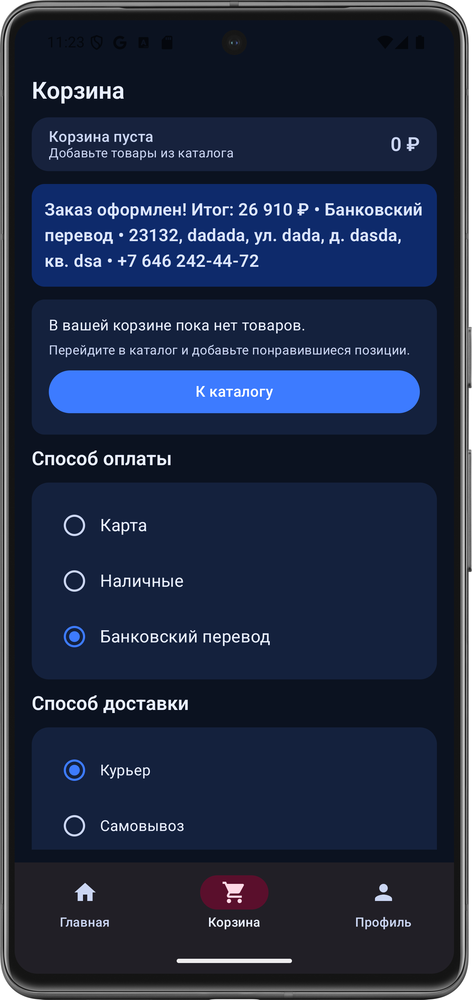 11:23
Корзина
Корзина пуста
Добавьте товары из каталога
0 ₽
Заказ оформлен! Итог: 26 910 ₽ • Банковский
перевод • 23132, dadada, ул. dada, д. dasda,
кв. dsa • +7 646 242-44-72
В вашей корзине пока нет товаров.
Перейдите в каталог и добавьте понравившиеся позиции.
К каталогу
Способ оплаты
Карта
Наличные
Банковский перевод
Способ доставки
Курьер
Самовывоз
Главная
Корзина
Профиль